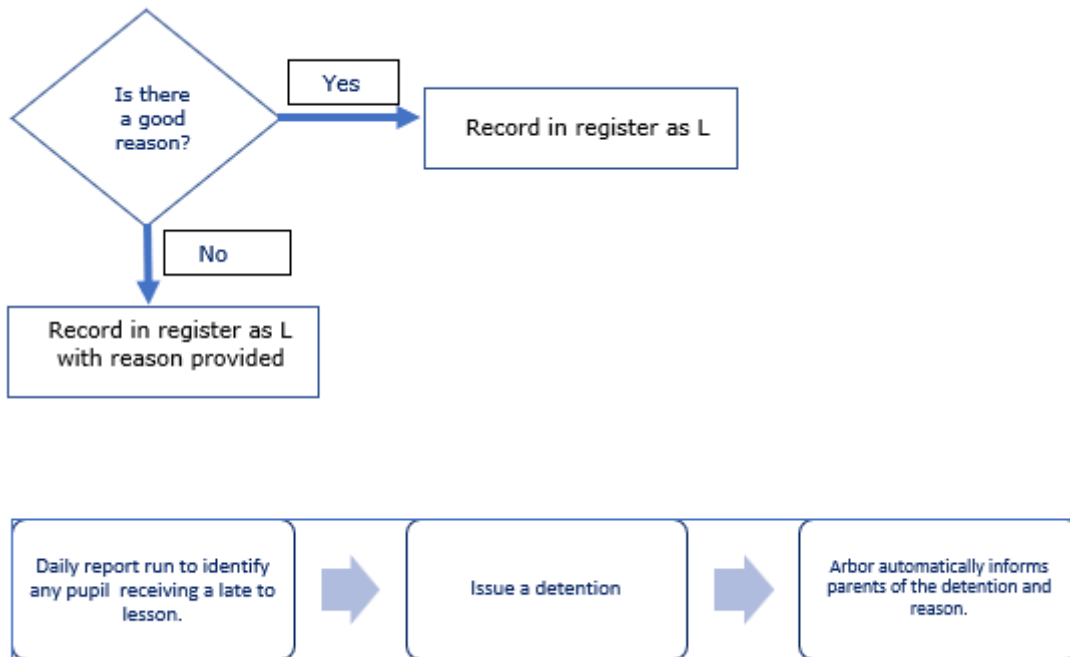 Is there
a good
reason?
Yes
Record in register as L
No
Record in register as L
with reason provided
Daily report run to identify
any pupil receiving a late to
lesson.
Issue a detention
Arbor automatically informs
parents of the detention and
reason.